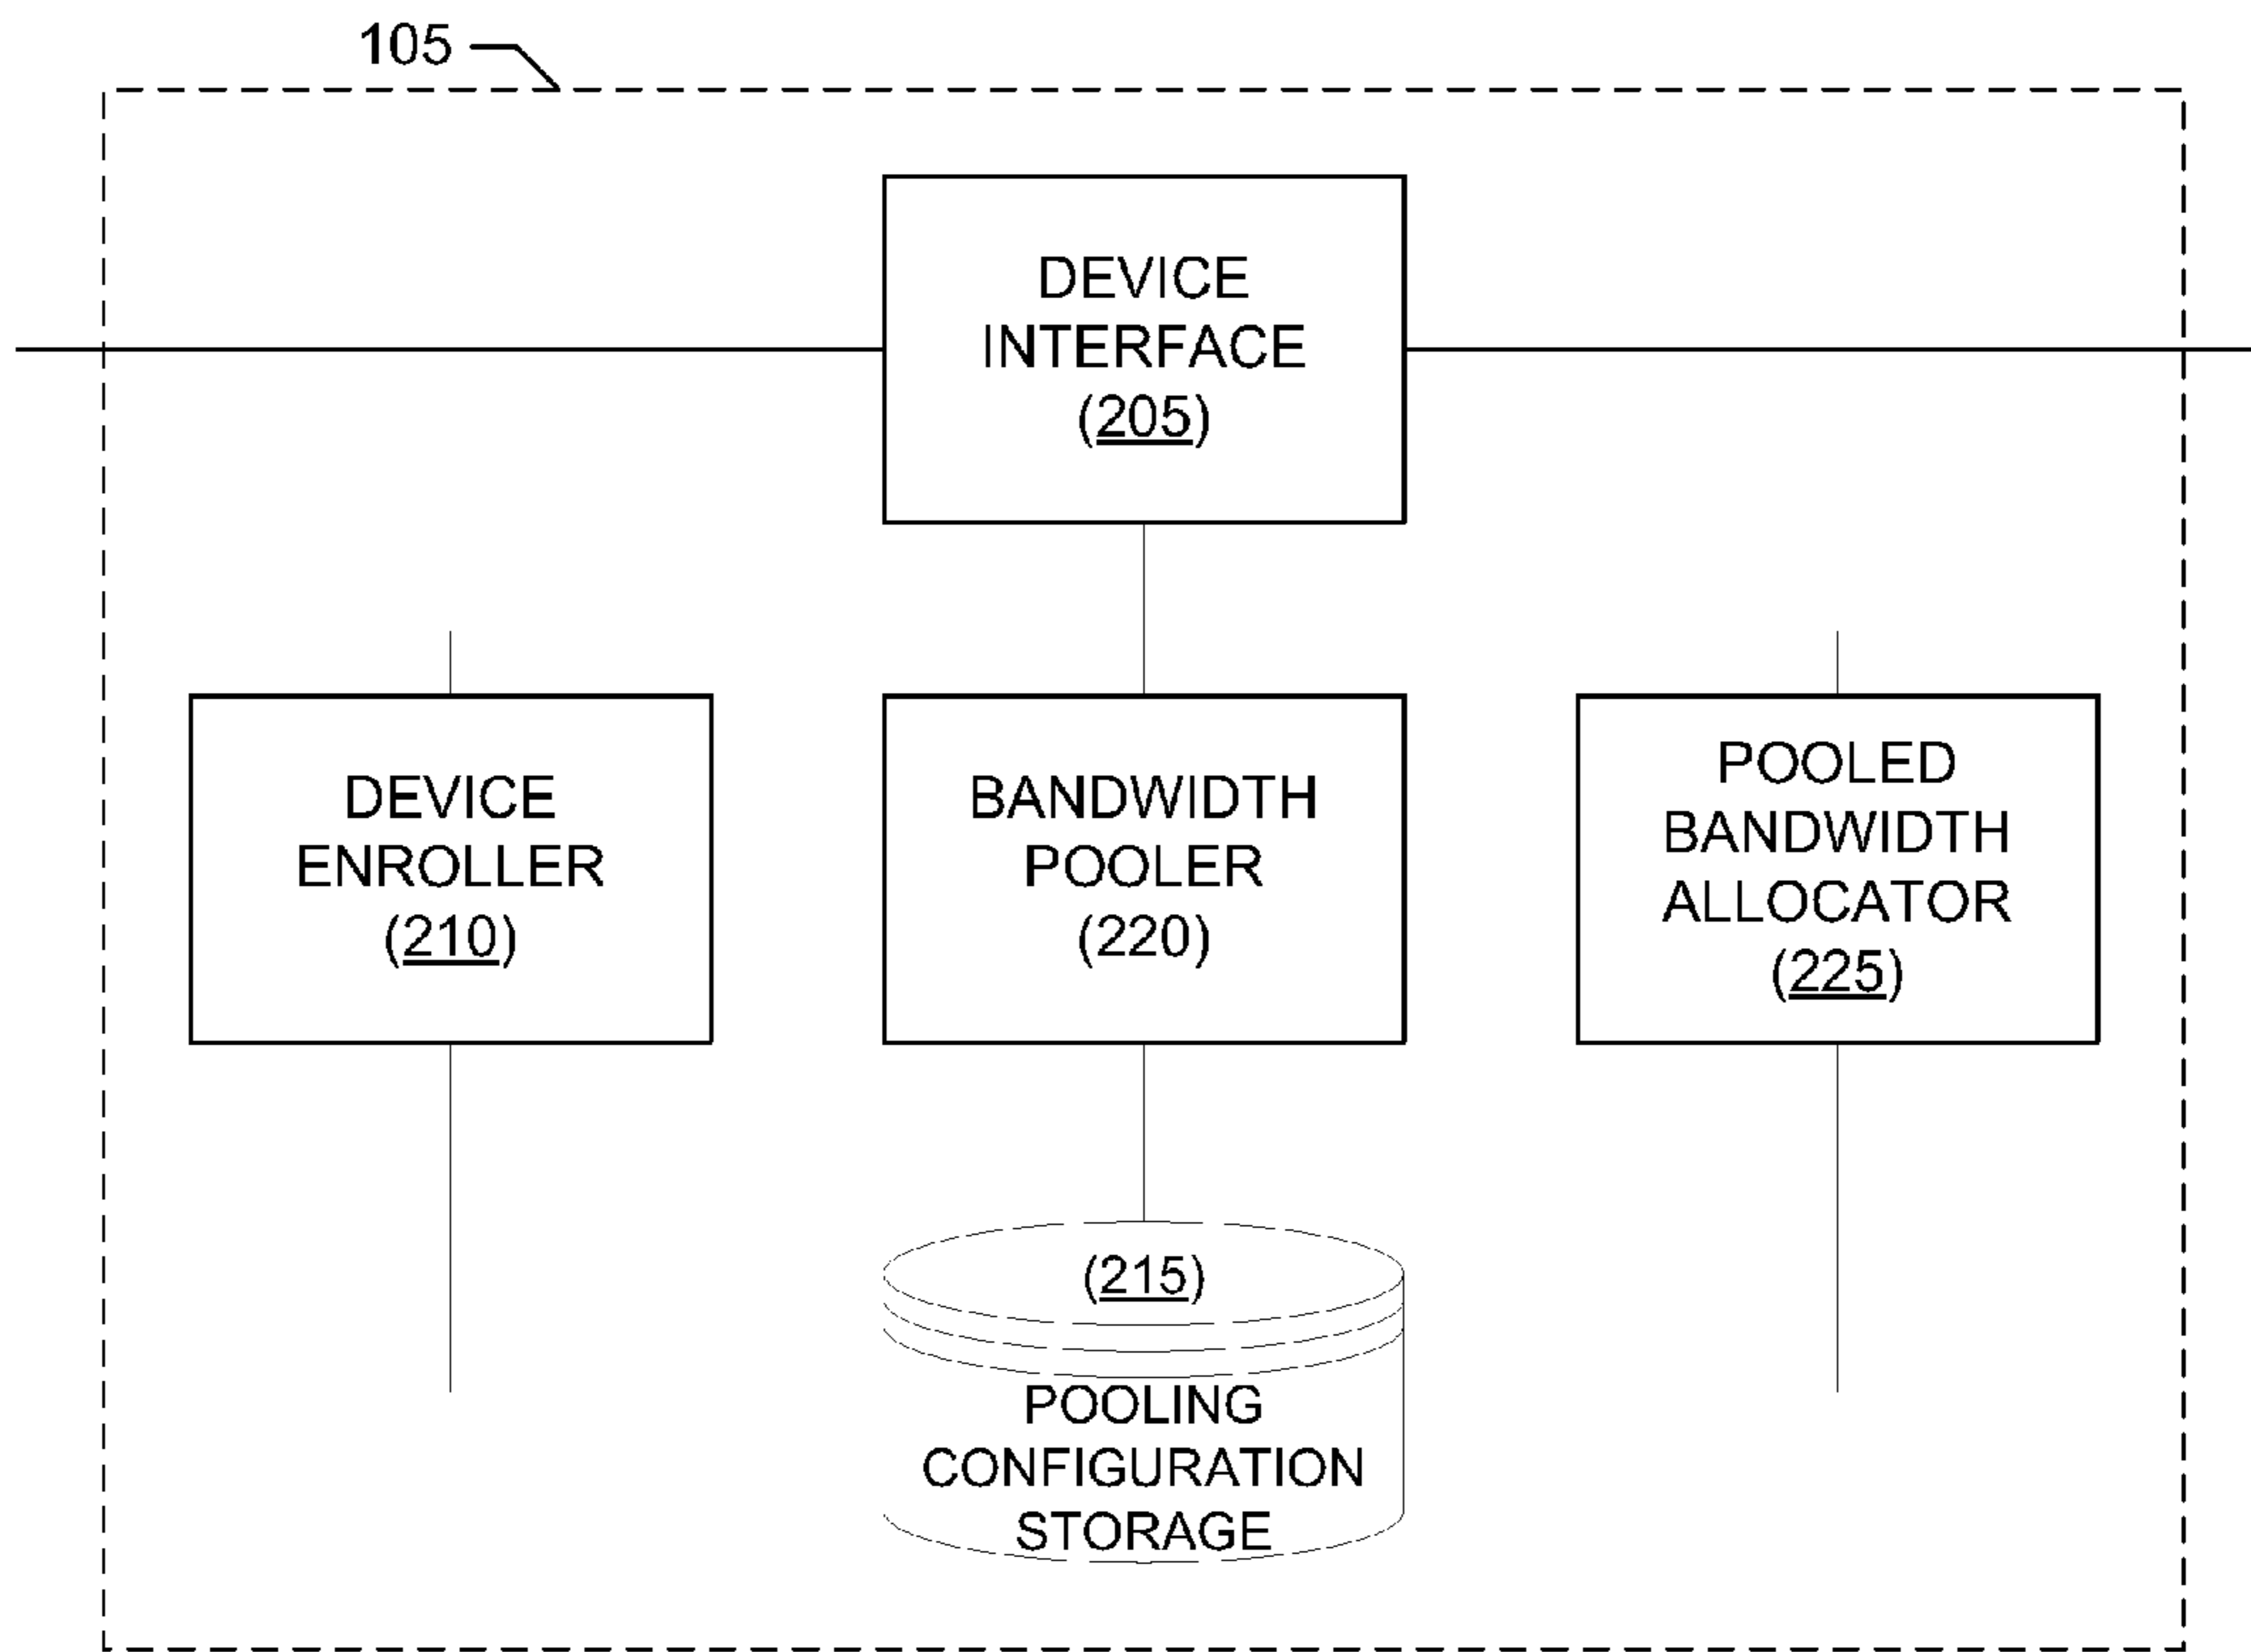 105
DEVICE
INTERFACE
(205)
DEVICE
ENROLLER
(210)
BANDWIDTH
POOLER
(220)
POOLED
BANDWIDTH
ALLOCATOR
(225)
(215)
POOLING
CONFIGURATION
STORAGE